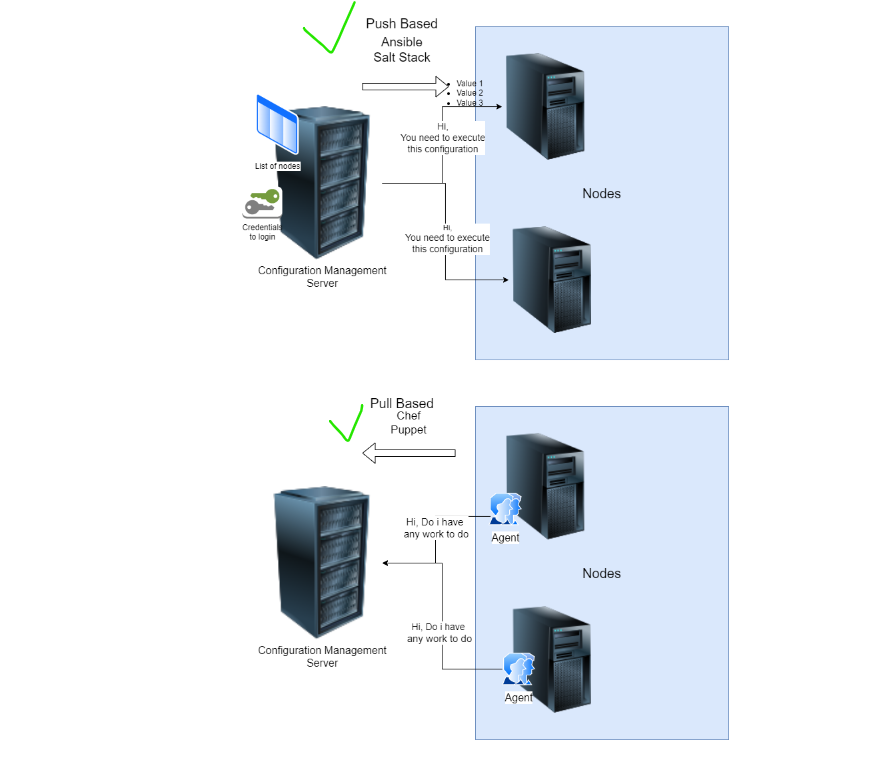 Push Based
Ansible
Salt Stack
Value 1
Value 2
Value 3
Hi,
You need to execute
this configuration
List of nodes
Credentials
to login
Nodes
Hi,
You need to execute
this configuration
Configuration Management
Server
Pull Based
Chef
Puppet
Hi, Do i have
any work to do
Agent
Nodes
Hi, Do i have
any work to do
Configuration Management
Server
Agent